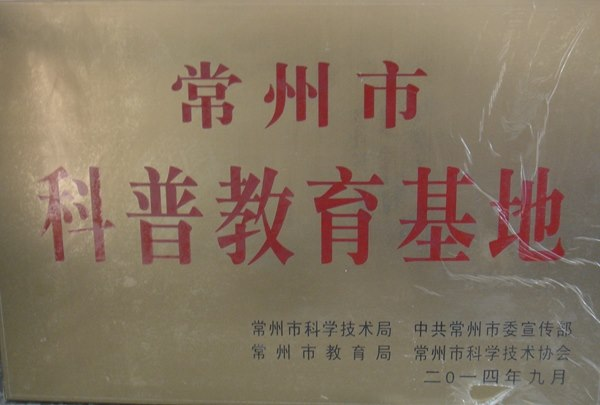 常州市
科普教育基地
常州市科学技术局 中共常州市委宣传部
常州市教育局 常州市科学技术协会
二0一四年九月